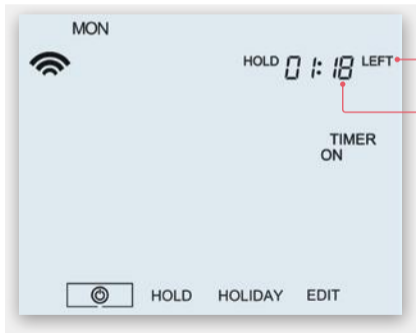 MON
HOLD 01:18 LEFT
TIMER
ON
HOLD HOLIDAY EDIT